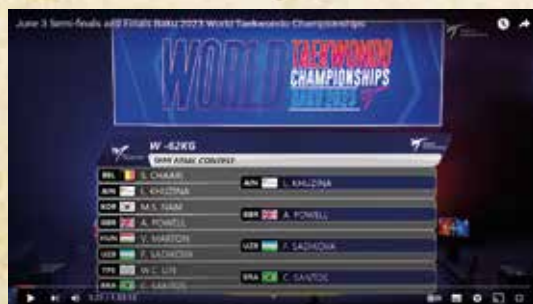 June 3 Semi-finals and Finals Baku 2023 World Taekwondo Championships
WORLD TAEKWONDO
CHAMPIONSHIPS
W -62KG
SEMI FINAL CONTEST
BEL S. CHAARI
AIN L. KHUZINA
AIN L. KHUZINA
KOR M.S. NAM
GBR A. POWELL
GBR A. POWELL
HUN V. MARTON
UZB F. SADIKOVA
UZB F. SADIKOVA
TPE W.C. LIN
BRA C. SANTOS
BRA C. SANTOS